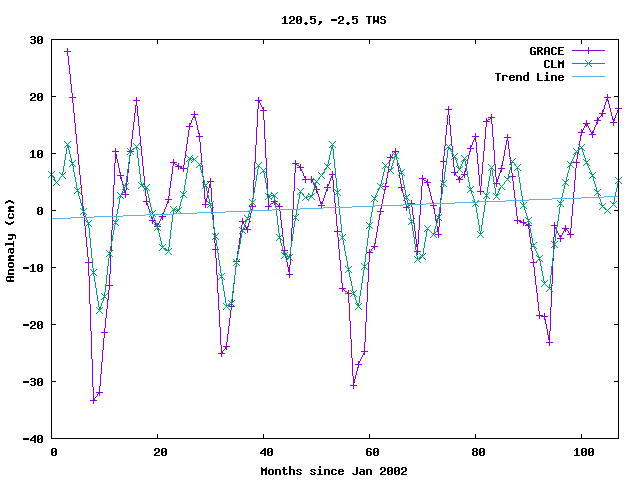 120.5, -2.5 TWS
30
20
10
0
-10
-20
-30
-40
Anomaly (cm)
GRACE
CLM
Trend Line
0 20 40 60 80 100
Months since Jan 2002